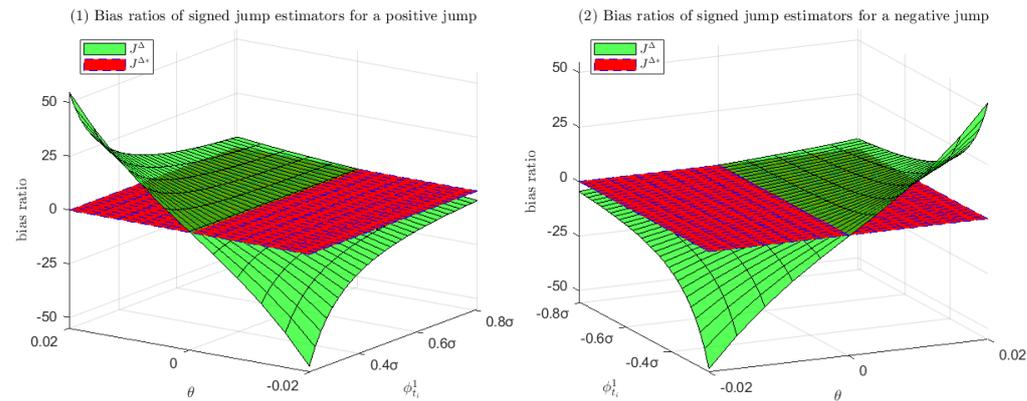 (1) Bias ratios of signed jump estimators for a positive jump
J^Δ
J^Δ*
50
25
0
-25
-50
bias ratio
0.02
0
-0.02
θ
0.4σ
0.6σ
0.8σ
ϕ^1_{t_i}
(2) Bias ratios of signed jump estimators for a negative jump
J^Δ
J^Δ*
50
25
0
-25
-50
bias ratio
-0.8σ
-0.6σ
-0.4σ
ϕ^1_{t_i}
-0.02
0
0.02
θ